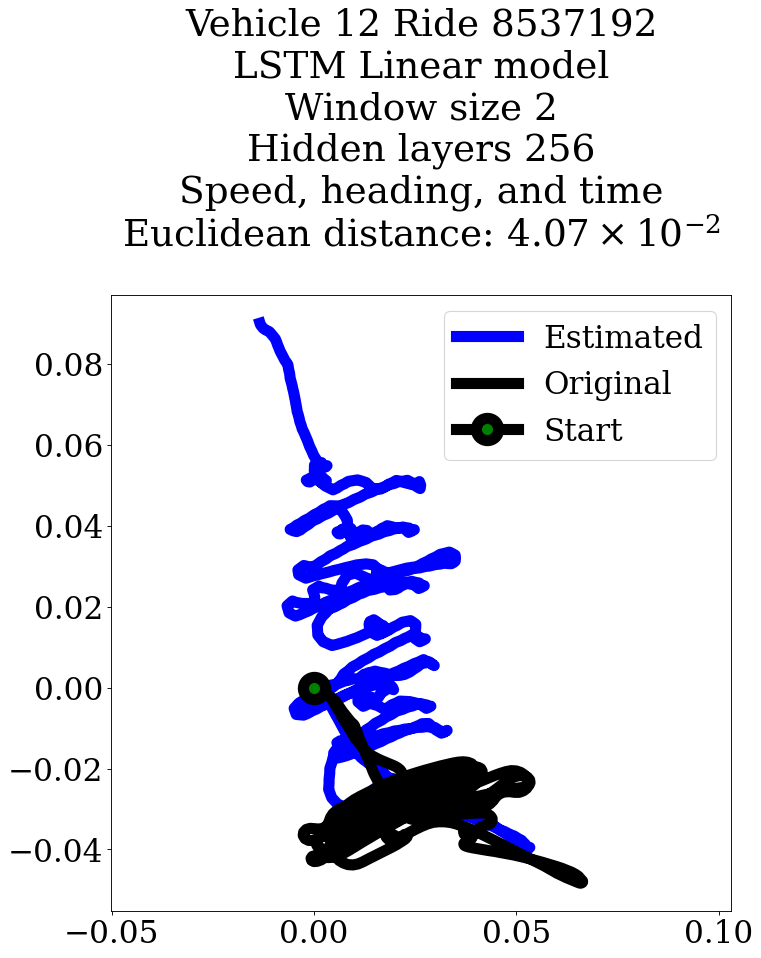 Vehicle 12 Ride 8537192
LSTM Linear model
Window size 2
Hidden layers 256
Speed, heading, and time
Euclidean distance: 4.07 × 10⁻²
Estimated
Original
Start
0.08
0.06
0.04
0.02
0.00
−0.02
−0.04
−0.05 0.00 0.05 0.10